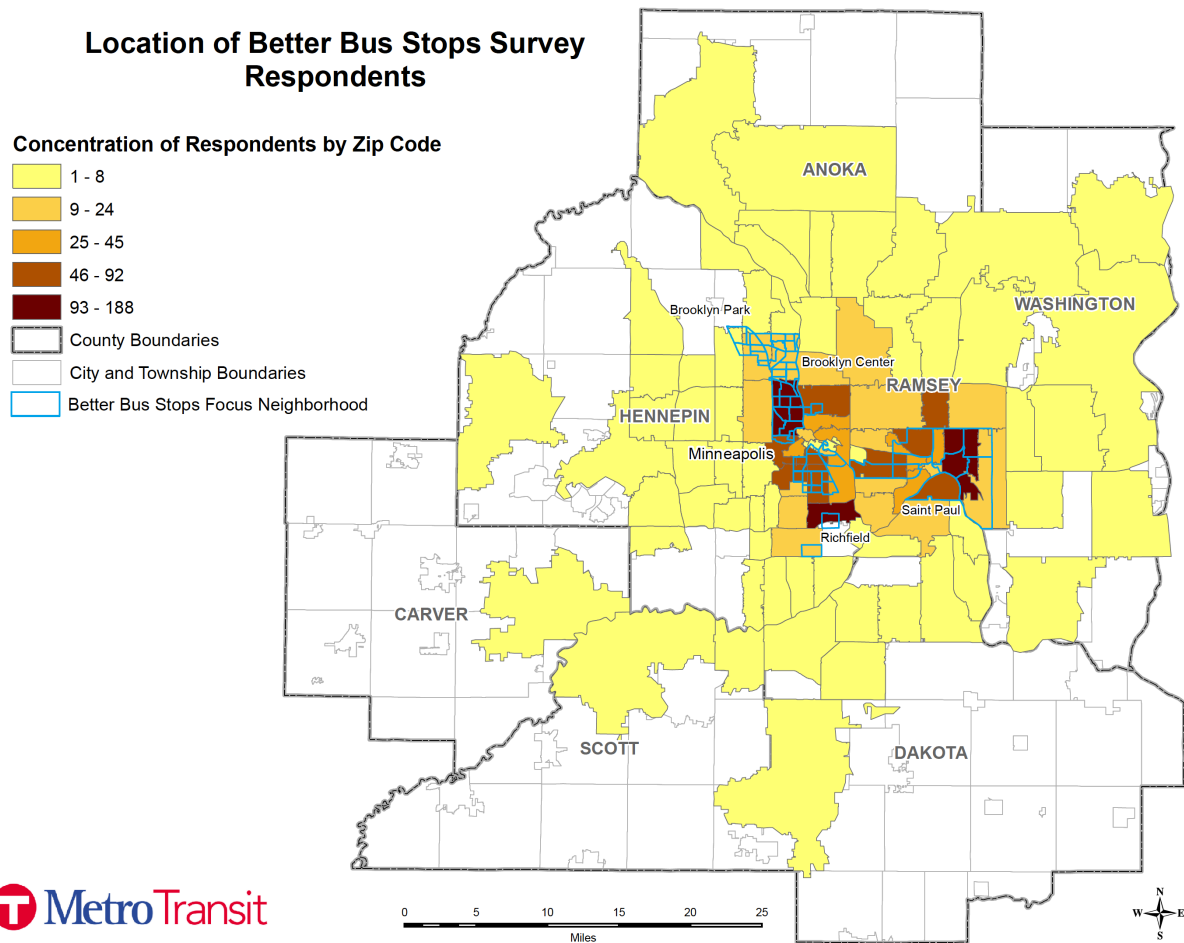 Location of Better Bus Stops Survey
Respondents
Concentration of Respondents by Zip Code
1 - 8
9 - 24
25 - 45
46 - 92
93 - 188
County Boundaries
City and Township Boundaries
Better Bus Stops Focus Neighborhood
ANOKA
WASHINGTON
Brooklyn Park
Brooklyn Center
RAMSEY
HENNEPIN
Minneapolis
Saint Paul
Richfield
CARVER
SCOTT
DAKOTA
T MetroTransit
0 5 10 15 20 25
Miles
N
W E
S